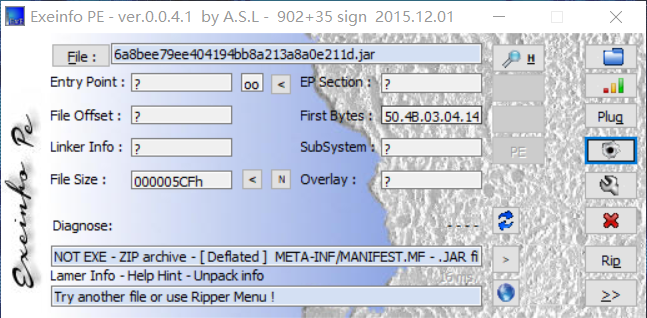 Exeinfo PE - ver.0.0.4.1 by A.S.L - 902+35 sign 2015.12.01
Exeinfo Pe
File : 6a8bee79ee404194bb8a213a8a0e211d.jar H
Entry Point : ? oo < EP Section : ?
File Offset : ? First Bytes : 50.4B.03.04.14 Plug
Linker Info : ? SubSystem : ? PE
File Size : 000005CFh < N Overlay : ?
Diagnose: - - - -
NOT EXE - ZIP archive - [ Deflated ] META-INF/MANIFEST.MF - .JAR fi > Rip
Lamer Info - Help Hint - Unpack info
Try another file or use Ripper Menu ! >>